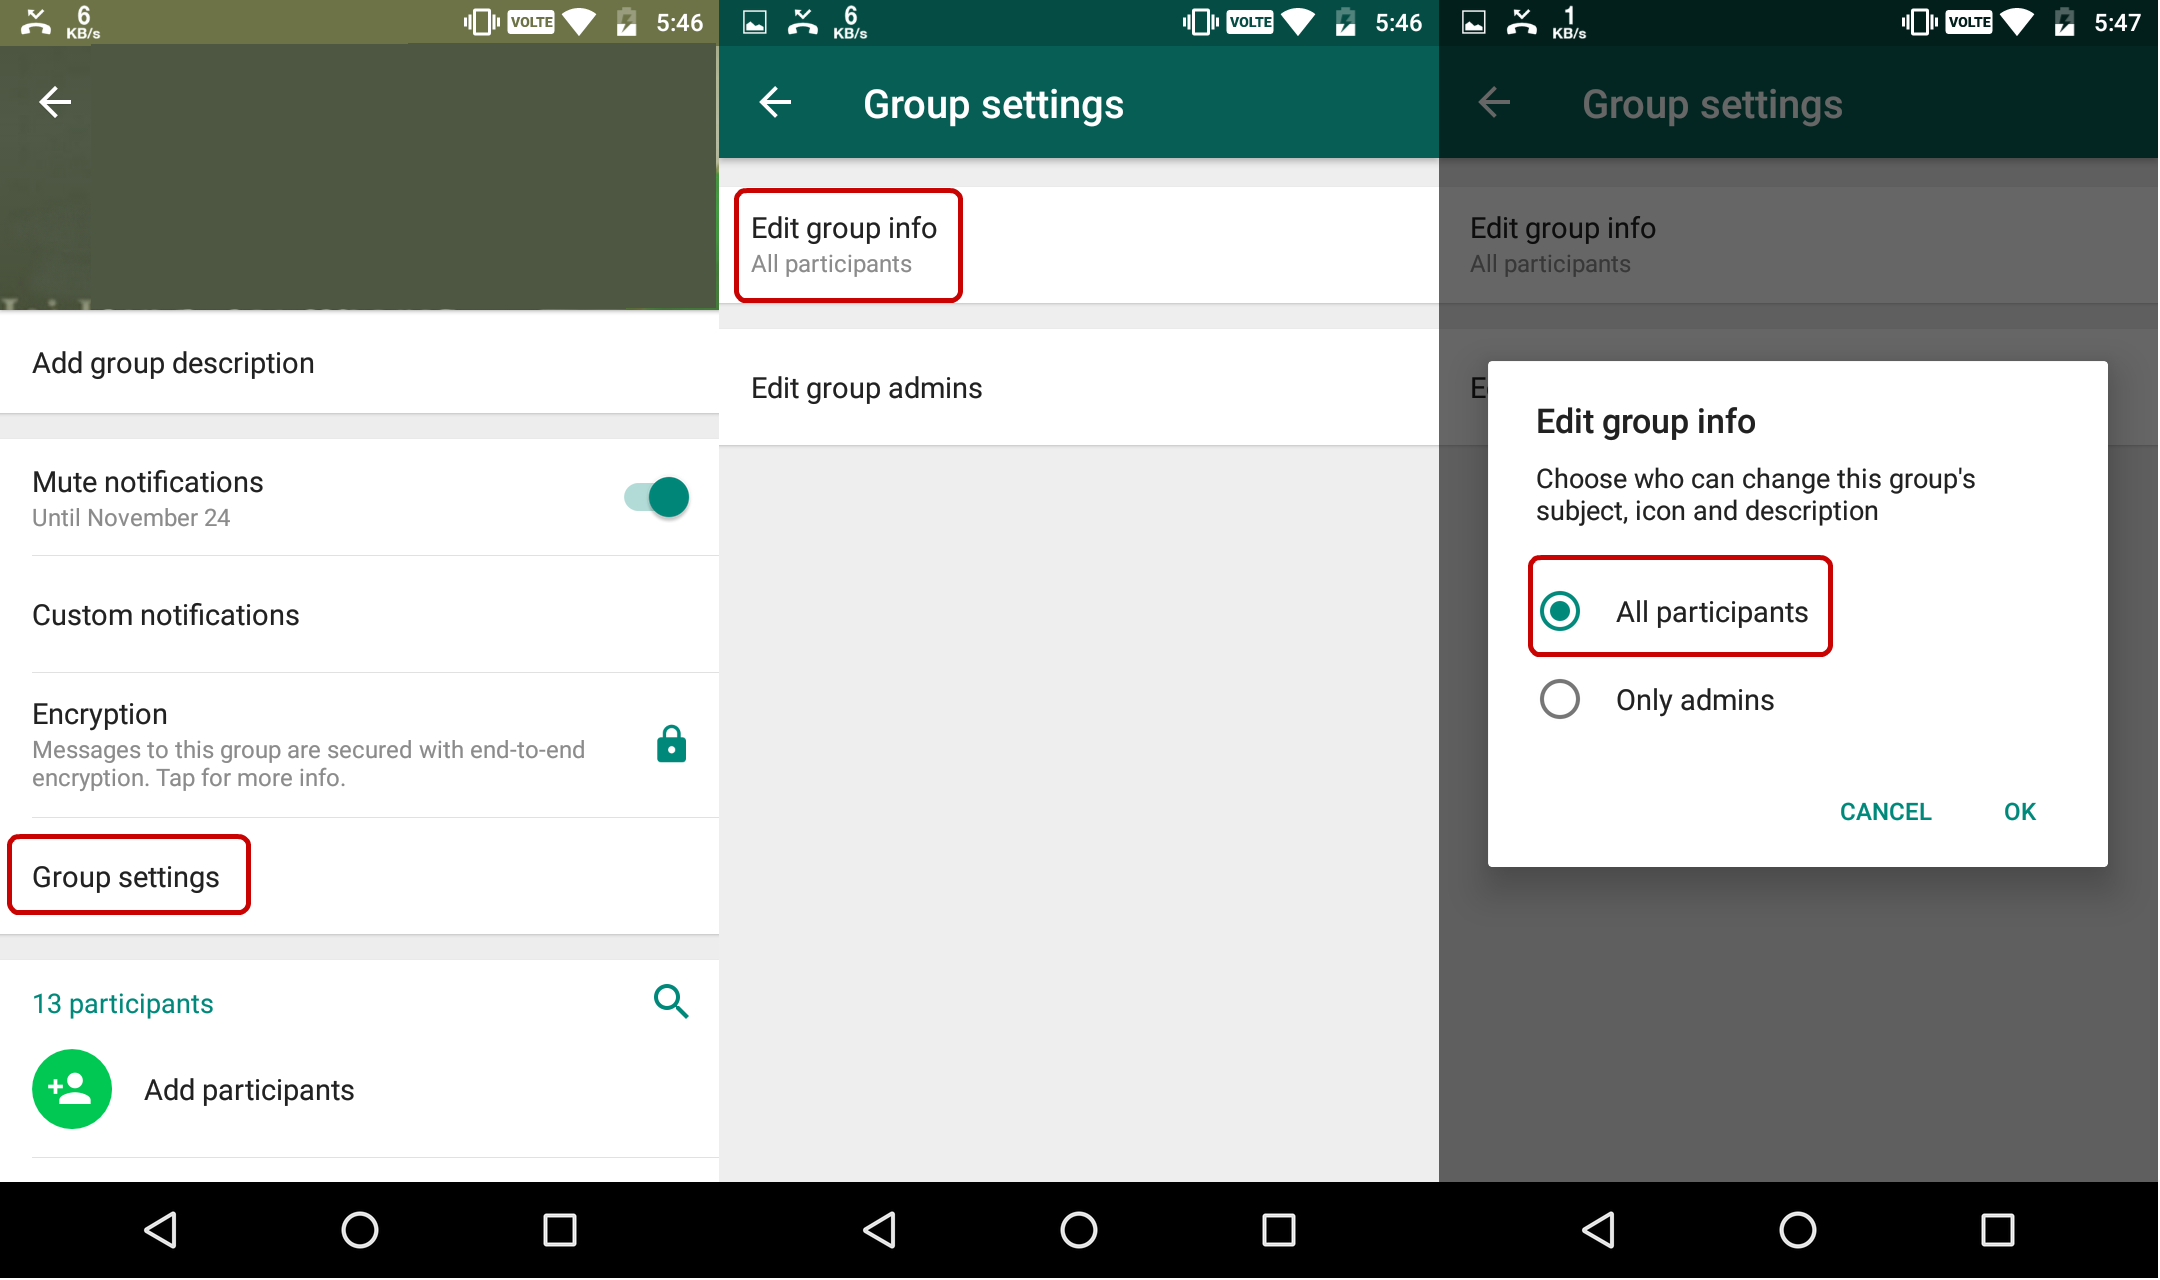 6
KB/s
VOLTE
5:46
Add group description
Mute notifications
Until November 24
Custom notifications
Encryption
Messages to this group are secured with end-to-end
encryption. Tap for more info.
Group settings
13 participants
Add participants
6
KB/s
VOLTE
5:46
Group settings
Edit group info
All participants
Edit group admins
1
KB/s
VOLTE
5:47
Group settings
Edit group info
All participants
E
Edit group info
Choose who can change this group's
subject, icon and description
All participants
Only admins
CANCEL
OK